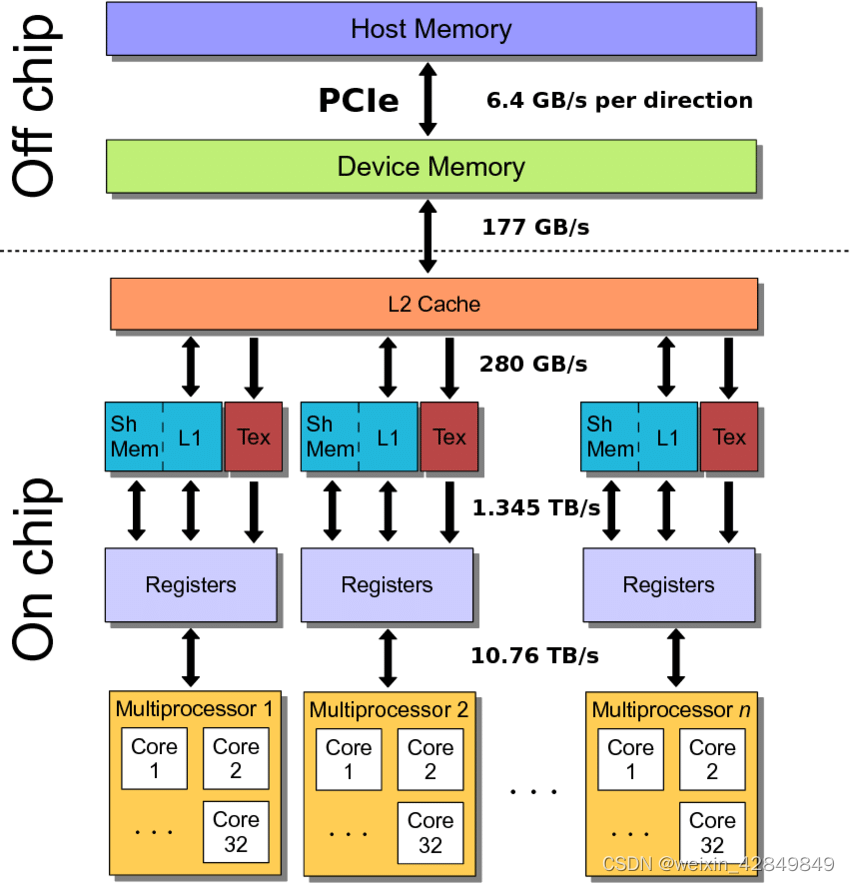 Off chip
Host Memory
PCIe
6.4 GB/s per direction
Device Memory
177 GB/s
On chip
L2 Cache
280 GB/s
Sh
Mem
L1
Tex
Sh
Mem
L1
Tex
Sh
Mem
L1
Tex
1.345 TB/s
Registers
Registers
Registers
10.76 TB/s
Multiprocessor 1
Core
1
Core
2
. . .
Core
32
Multiprocessor 2
Core
1
Core
2
. . .
Core
32
. . .
Multiprocessor n
Core
1
Core
2
. . .
Core
32
CSDN @weixin_42849849